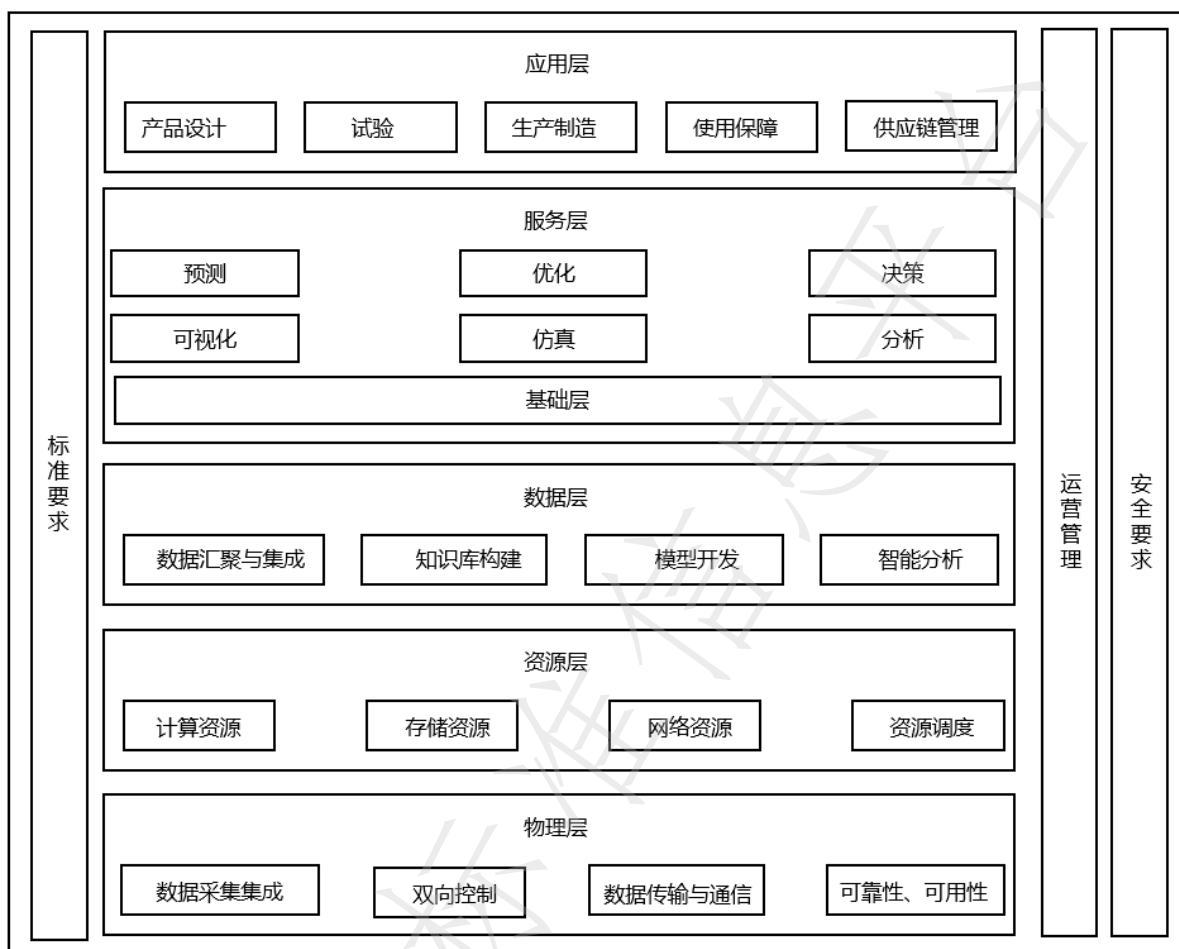 应用层
产品设计
试验
生产制造
使用保障
供应链管理
服务层
预测
优化
决策
可视化
仿真
分析
基础层
数据层
数据汇聚与集成
知识库构建
模型开发
智能分析
资源层
计算资源
存储资源
网络资源
资源调度
物理层
数据采集集成
双向控制
数据传输与通信
可靠性、可用性
标准要求
运营管理
安全要求
标准信息平台